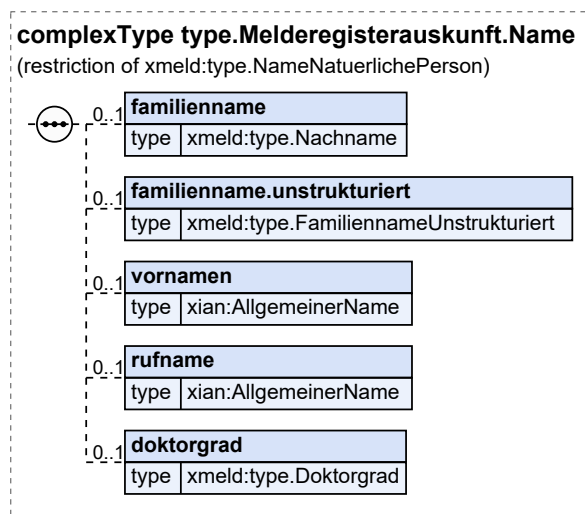 complexType type.Melderegisterauskunft.Name
(restriction of xmeld:type.NameNatuerlichePerson)
0..1 familienname
type xmeld:type.Nachname
0..1 familienname.unstrukturiert
type xmeld:type.FamiliennameUnstrukturiert
0..1 vornamen
type xian:AllgemeinerName
0..1 rufname
type xian:AllgemeinerName
0..1 doktorgrad
type xmeld:type.Doktorgrad